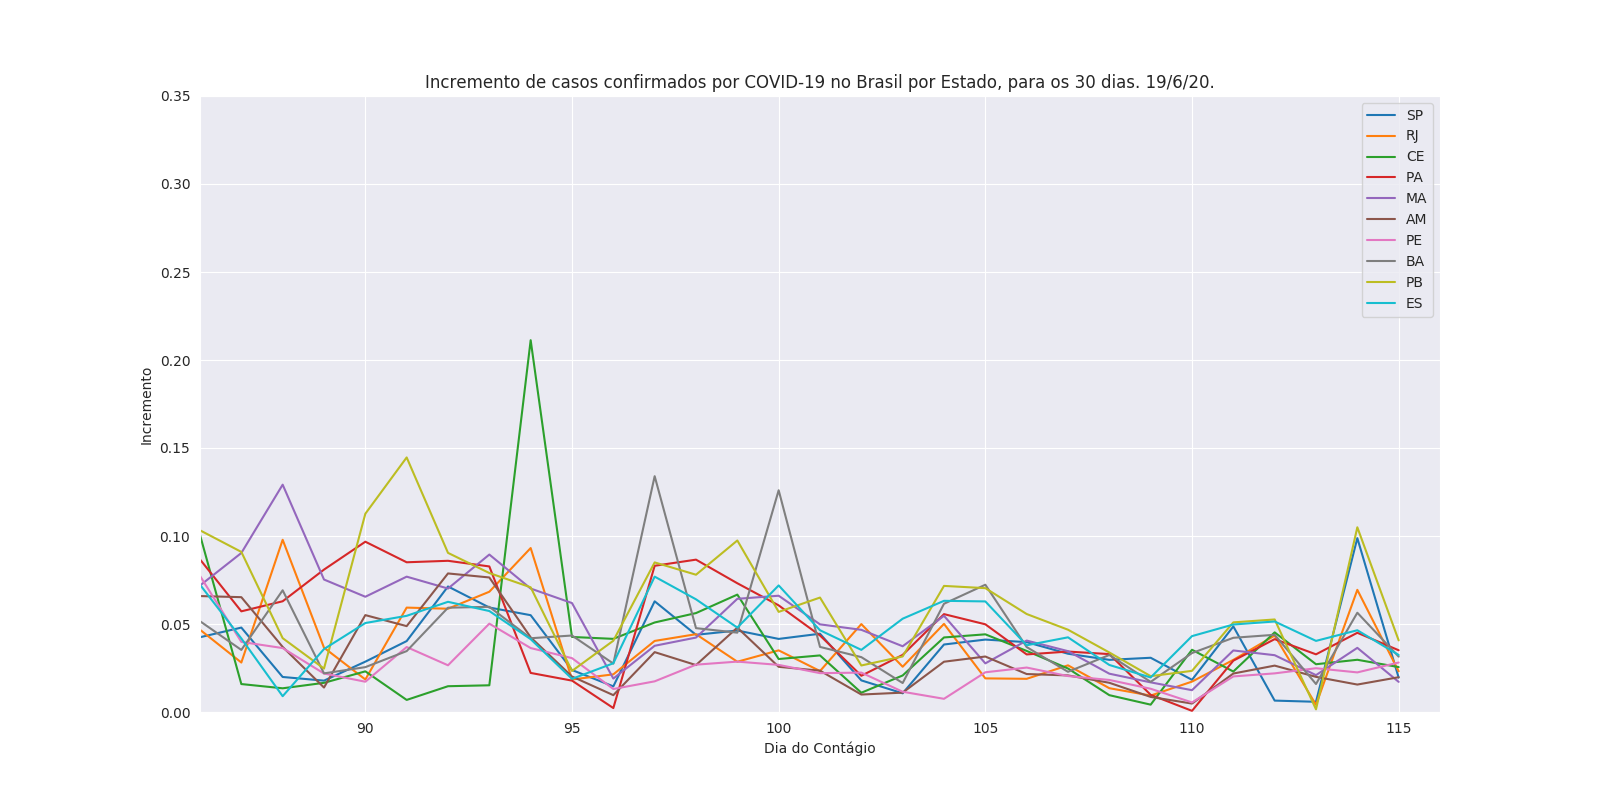 Incremento de casos confirmados por COVID-19 no Brasil por Estado, para os 30 dias. 19/6/20.
0.35
0.30
0.25
0.20
0.15
0.10
0.05
0.00
Incremento
SP
RJ
CE
PA
MA
AM
PE
BA
PB
ES
90 95 100 105 110 115
Dia do Contágio